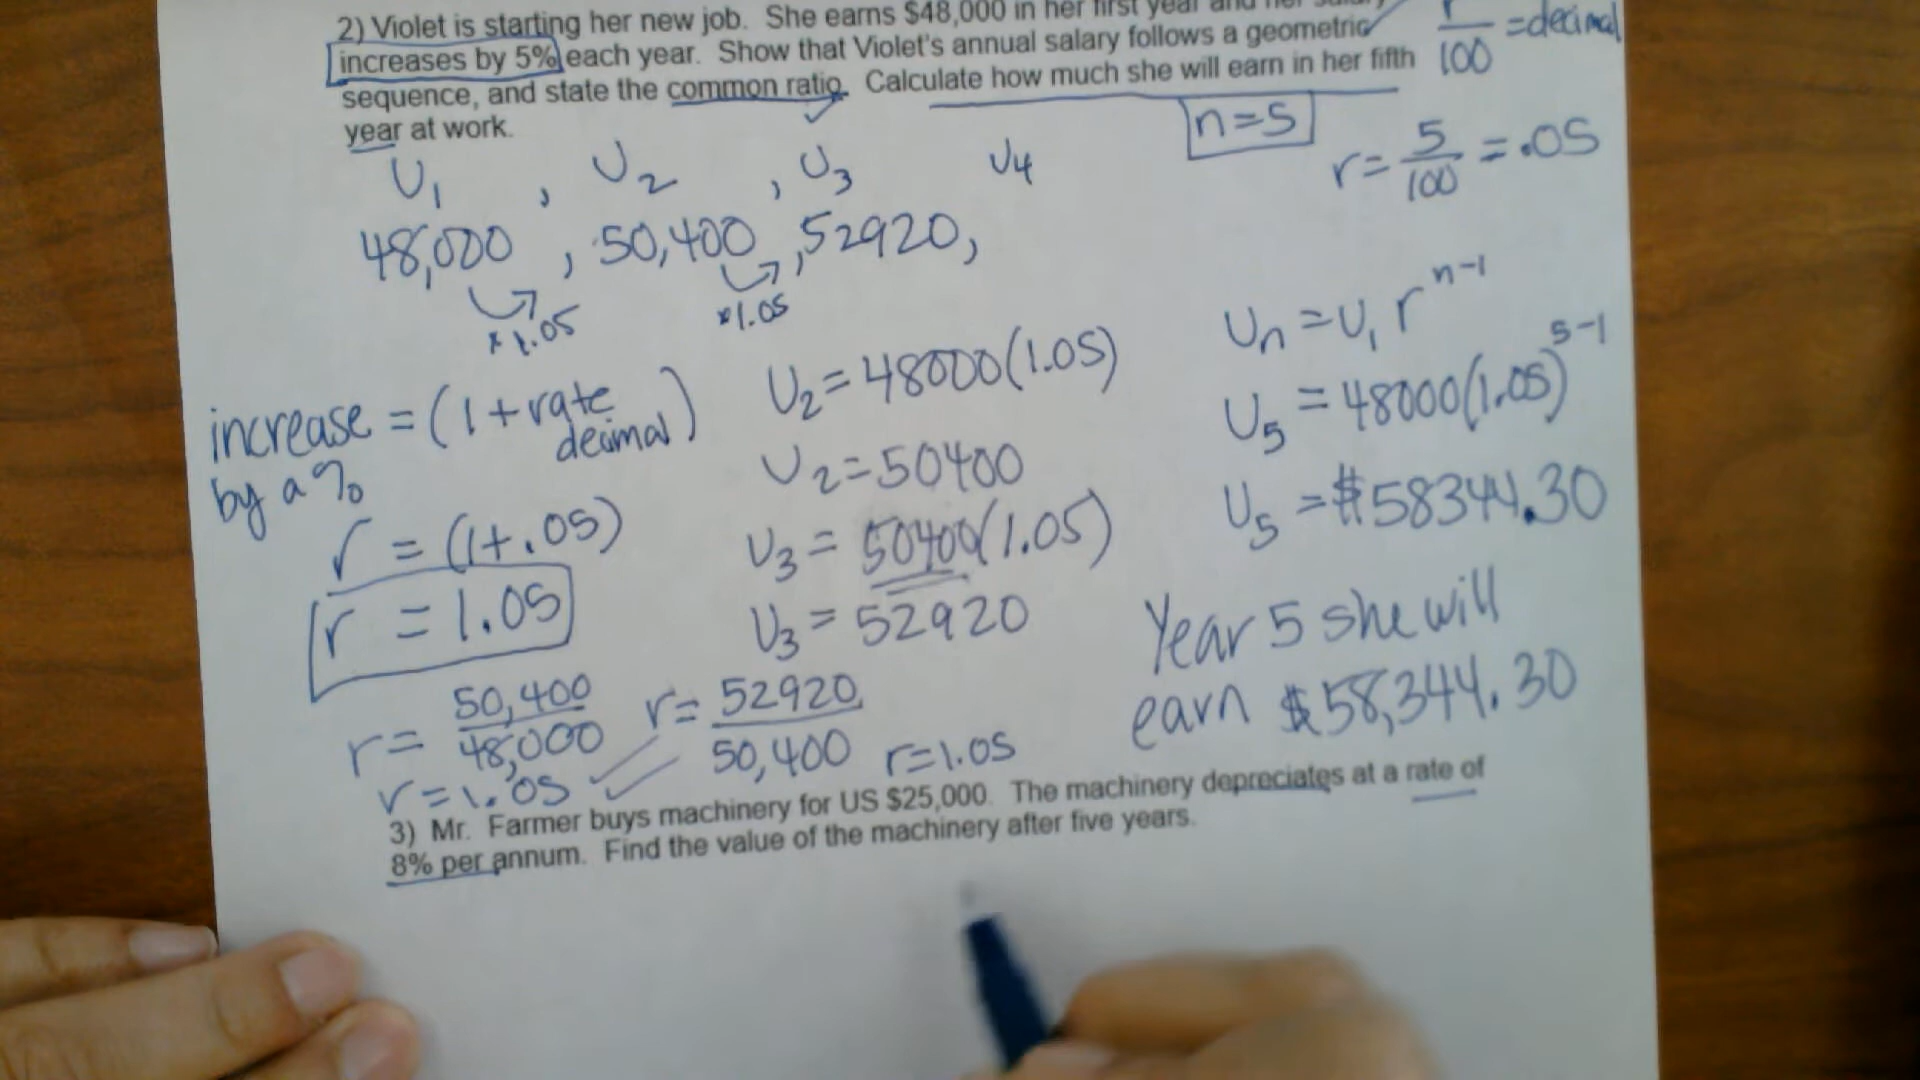 2) Violet is starting her new job. She earns $48,000 in her first year and her salary
increases by 5% each year. Show that Violet's annual salary follows a geometric
sequence, and state the common ratio. Calculate how much she will earn in her fifth
year at work.
r/100 = decimal
n=5
r = 5/100 = .05
U1 , U2 , U3 U4
48,000 , 50,400 , 52920,
x 1.05 x1.05
increase = (1 + rate decimal)
by a %
r = (1+.05)
r = 1.05
U2 = 48000(1.05)
U2 = 50400
U3 = 50400(1.05)
U3 = 52920
Un = U1 r^n-1
U5 = 48000(1.05)^5-1
U5 = $58344.30
Year 5 she will
earn $58,344.30
r = 50,400/48,000
r = 1.05
r = 52920/50,400 r=1.05
3) Mr. Farmer buys machinery for US $25,000. The machinery depreciates at a rate of
8% per annum. Find the value of the machinery after five years.